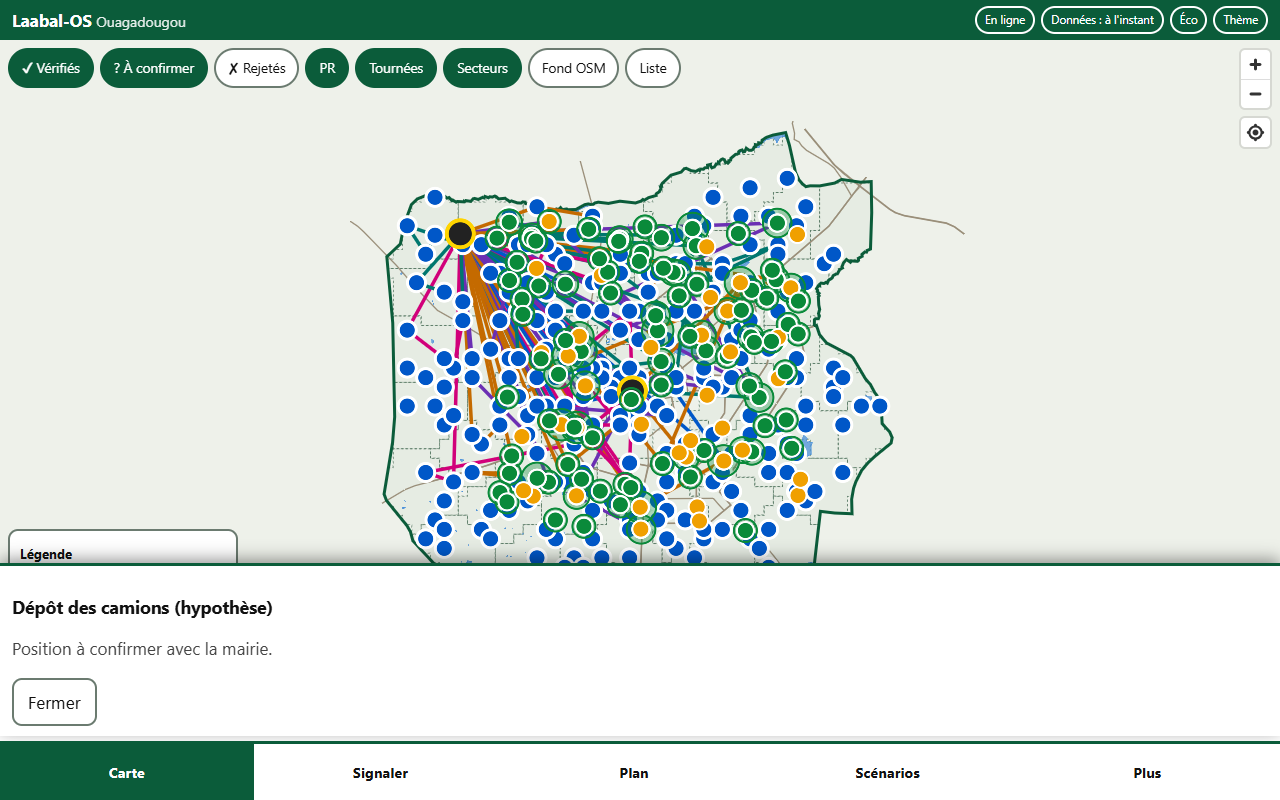 Laabal-OS Ouagadougou
En ligne
Données : à l'instant
Éco
Thème
✓ Vérifiés
? À confirmer
✗ Rejetés
PR
Tournées
Secteurs
Fond OSM
Liste
+
−
Légende
Dépôt des camions (hypothèse)
Position à confirmer avec la mairie.
Fermer
Carte
Signaler
Plan
Scénarios
Plus